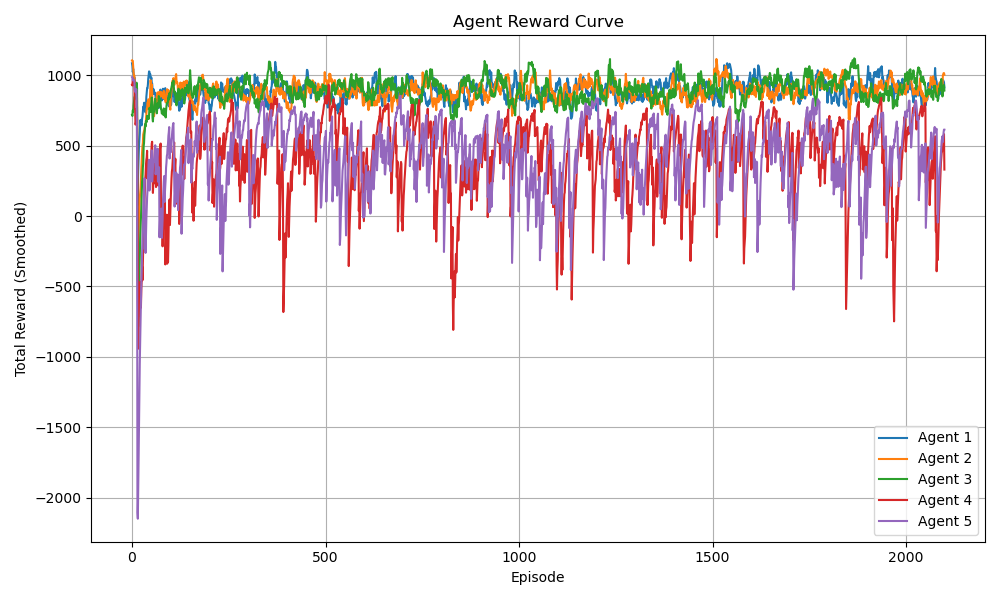 Agent Reward Curve
Total Reward (Smoothed)
1000
500
0
−500
−1000
−1500
−2000
0
500
1000
1500
2000
Episode
Agent 1
Agent 2
Agent 3
Agent 4
Agent 5